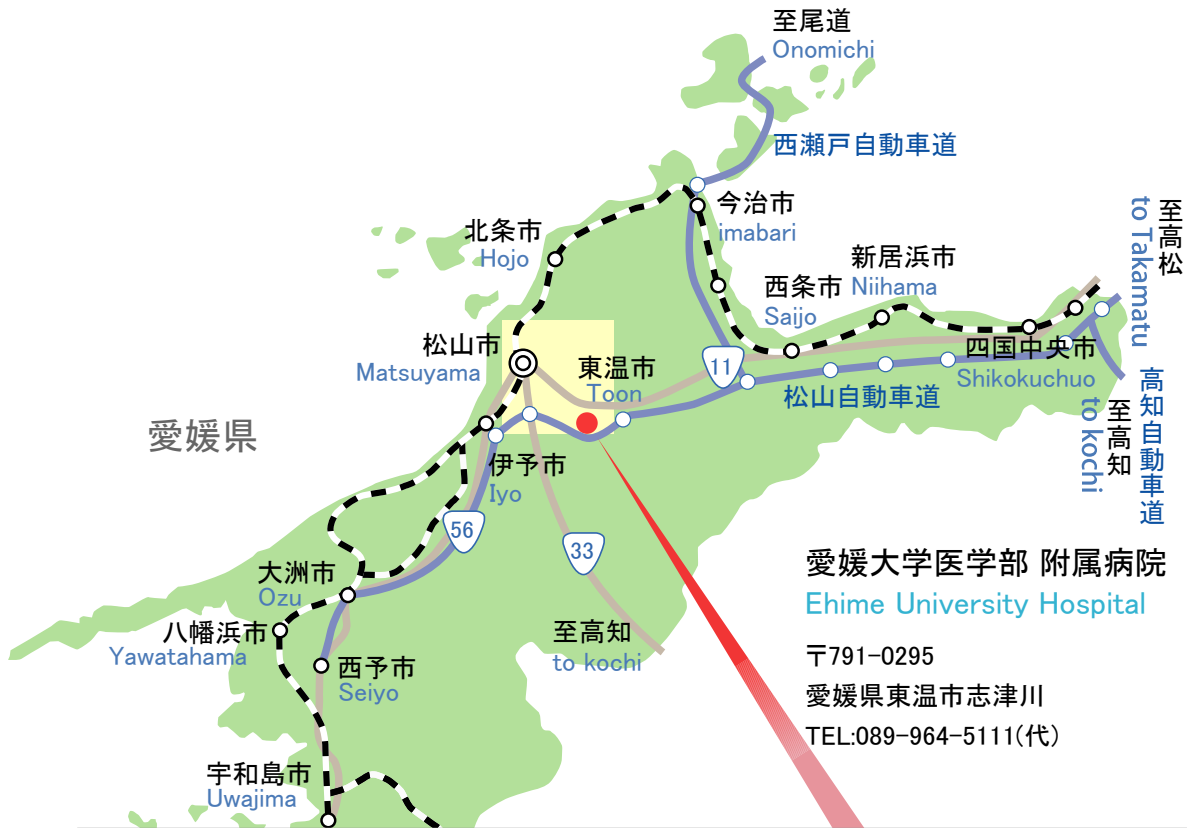 至尾道
Onomichi
西瀬戸自動車道
今治市
imabari
北条市
Hojo
新居浜市
Niihama
西条市
Saijo
至高松
to Takamatu
松山市
Matsuyama
東温市
Toon
11
四国中央市
Shikokuchuo
松山自動車道
高知自動車道
至高知
to kochi
愛媛県
伊予市
Iyo
56
33
大洲市
Ozu
八幡浜市
Yawatahama
西予市
Seiyo
至高知
to kochi
宇和島市
Uwajima
愛媛大学医学部 附属病院
Ehime University Hospital
〒791-0295
愛媛県東温市志津川
TEL:089-964-5111(代)